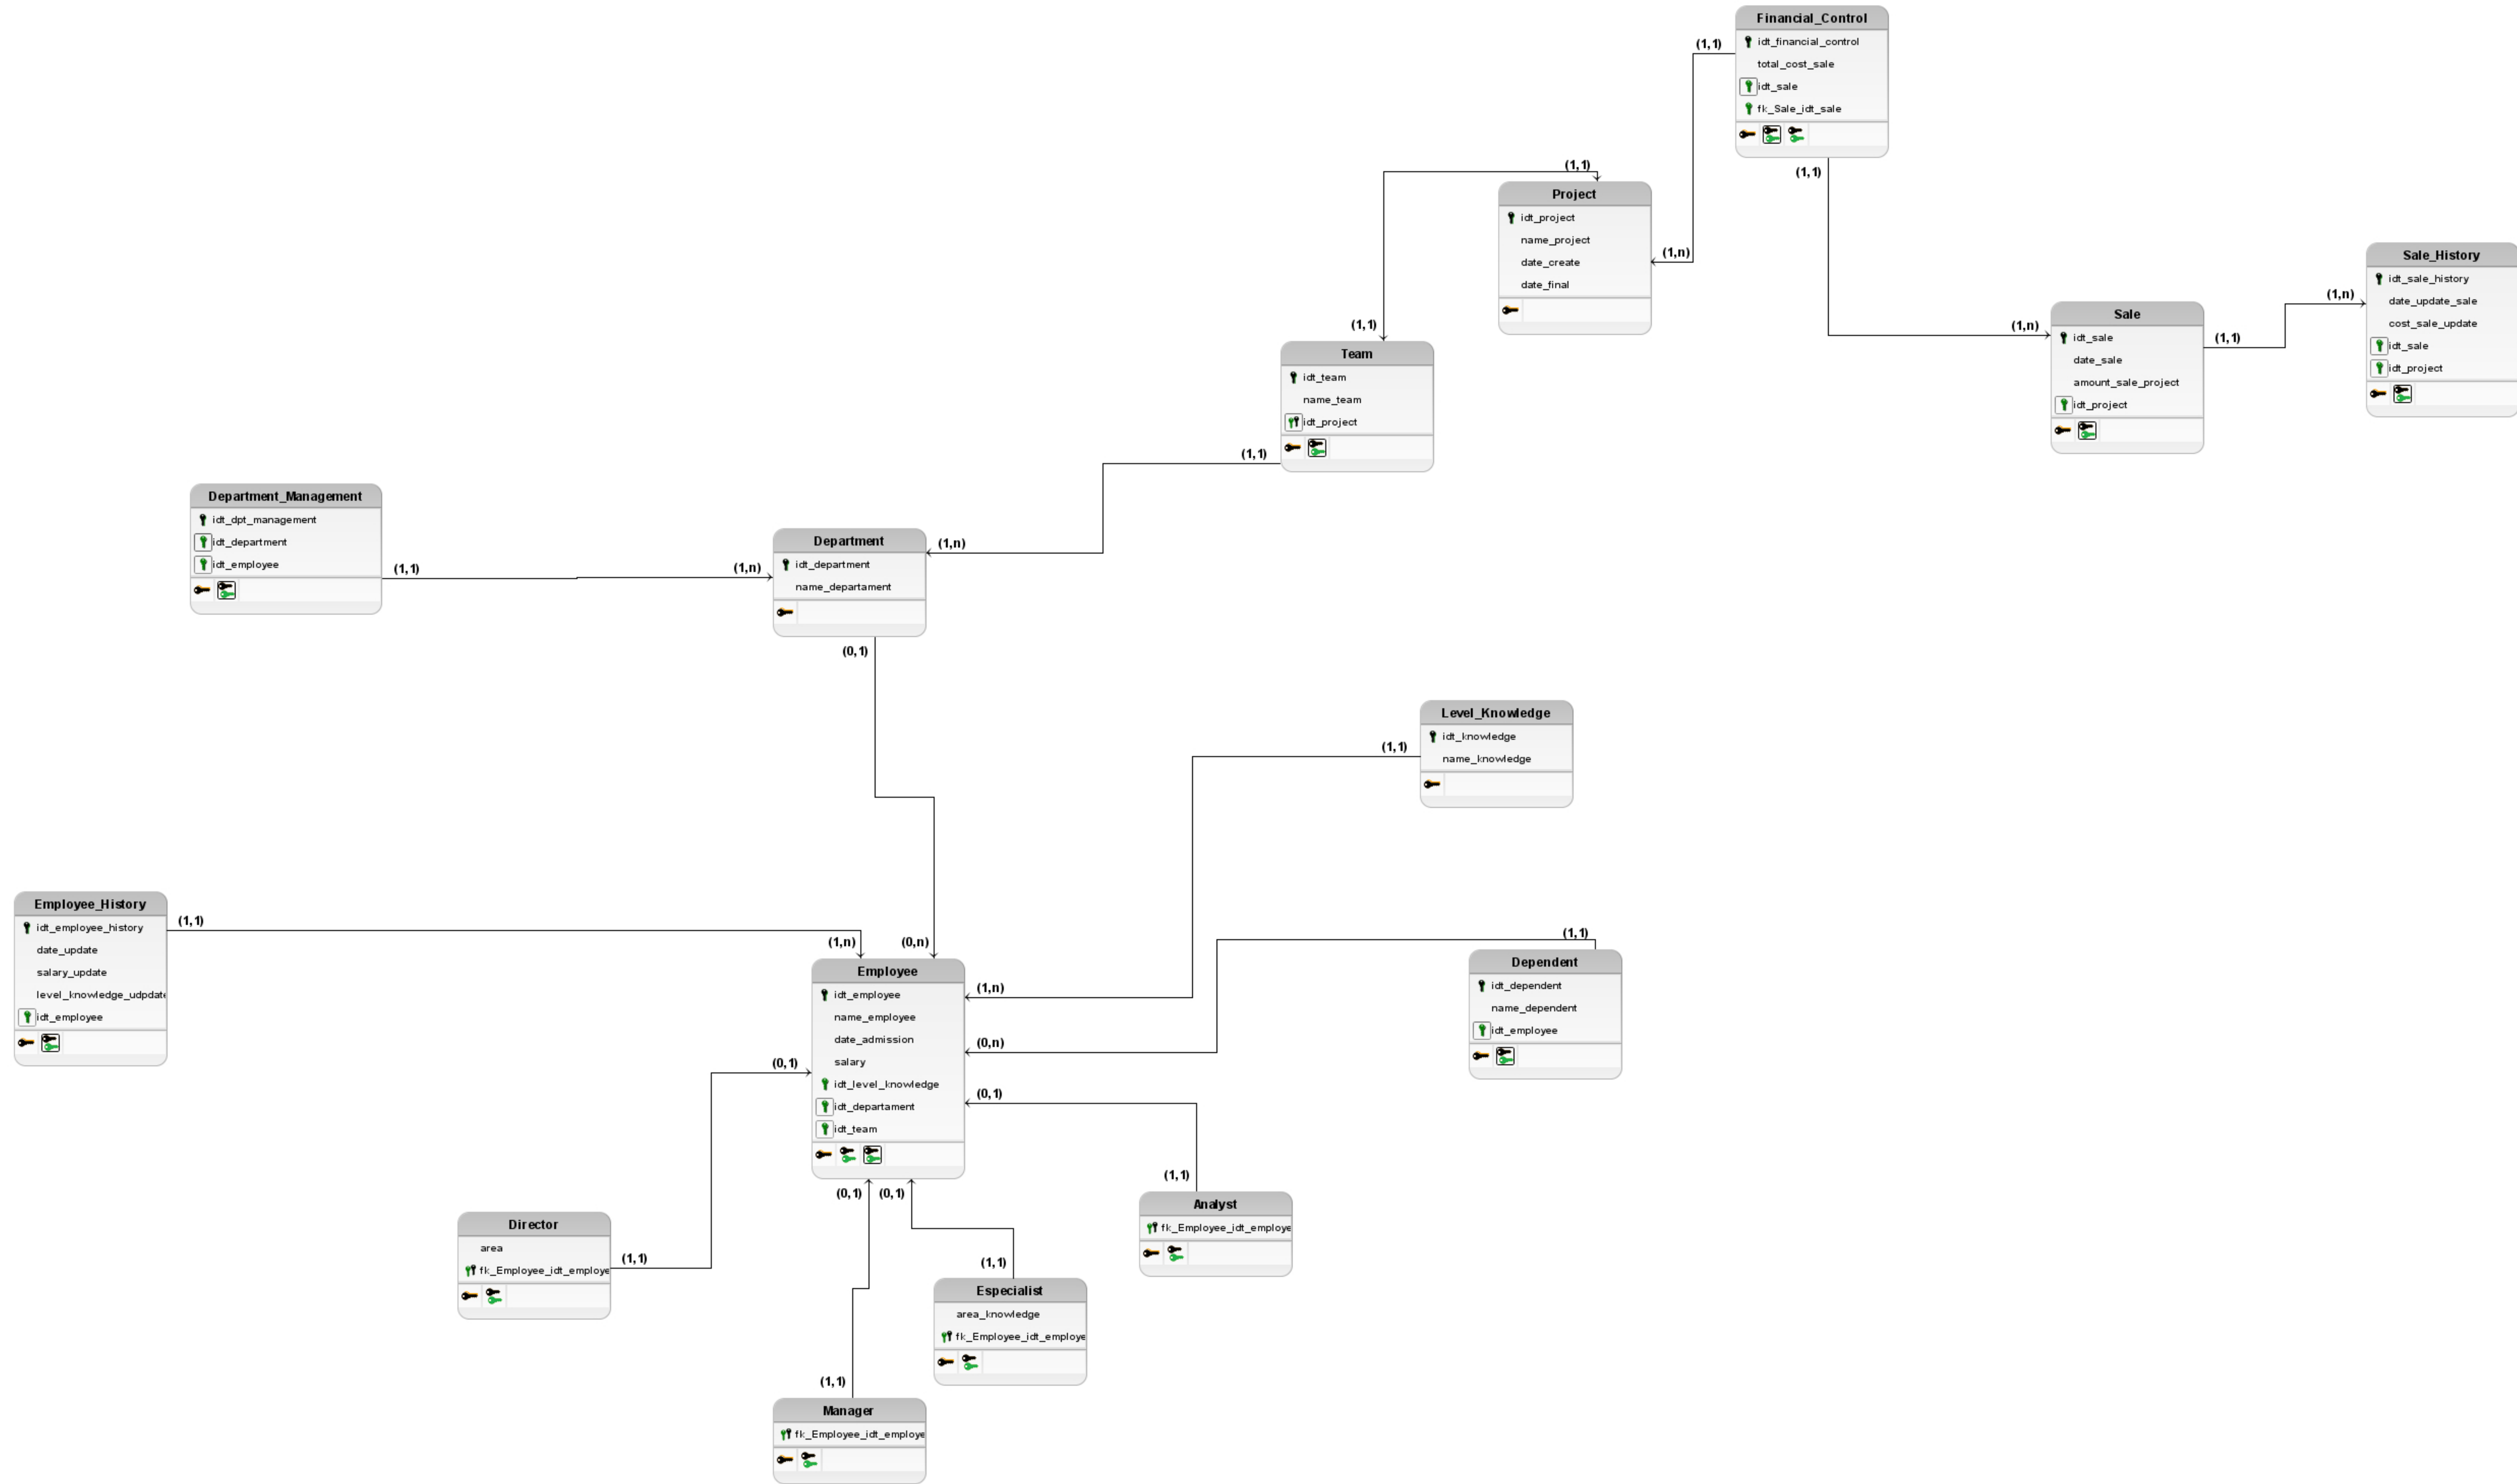 Financial_Control
idt_financial_control
total_cost_sale
idt_sale
fk_Sale_idt_sale
(1,1)
(1,1)
(1,1)
Project
idt_project
name_project
date_create
date_final
(1,n)
Sale_History
idt_sale_history
date_update_sale
cost_sale_update
idt_sale
idt_project
(1,n)
Sale
idt_sale
date_sale
amount_sale_project
idt_project
(1,n)
(1,1)
(1,1)
Team
idt_team
name_team
idt_project
(1,1)
Department_Management
idt_dpt_management
idt_department
idt_employee
(1,1)
(1,n)
Department
idt_department
name_departament
(1,n)
(0,1)
Level_Knowledge
idt_knowledge
name_knowledge
(1,1)
Employee_History
idt_employee_history
date_update
salary_update
level_knowledge_udpdate
idt_employee
(1,1)
(1,n)
(0,n)
Employee
idt_employee
name_employee
date_admission
salary
idt_level_knowledge
idt_departament
idt_team
(1,n)
(0,n)
(0,1)
(0,1)
(1,1)
Dependent
idt_dependent
name_dependent
idt_employee
(0,1)
(0,1)
(1,1)
Analyst
fk_Employee_idt_employe
Director
area
fk_Employee_idt_employe
(1,1)
(1,1)
Especialist
area_knowledge
fk_Employee_idt_employe
(1,1)
Manager
fk_Employee_idt_employe